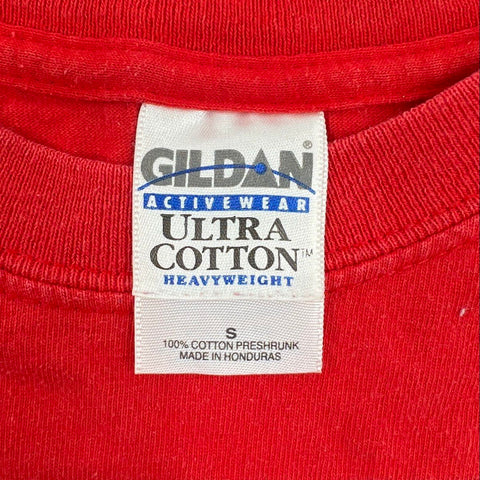 GILDAN®
ACTIVEWEAR
ULTRA
COTTON™
HEAVYWEIGHT
S
100% COTTON PRESHRUNK
MADE IN HONDURAS